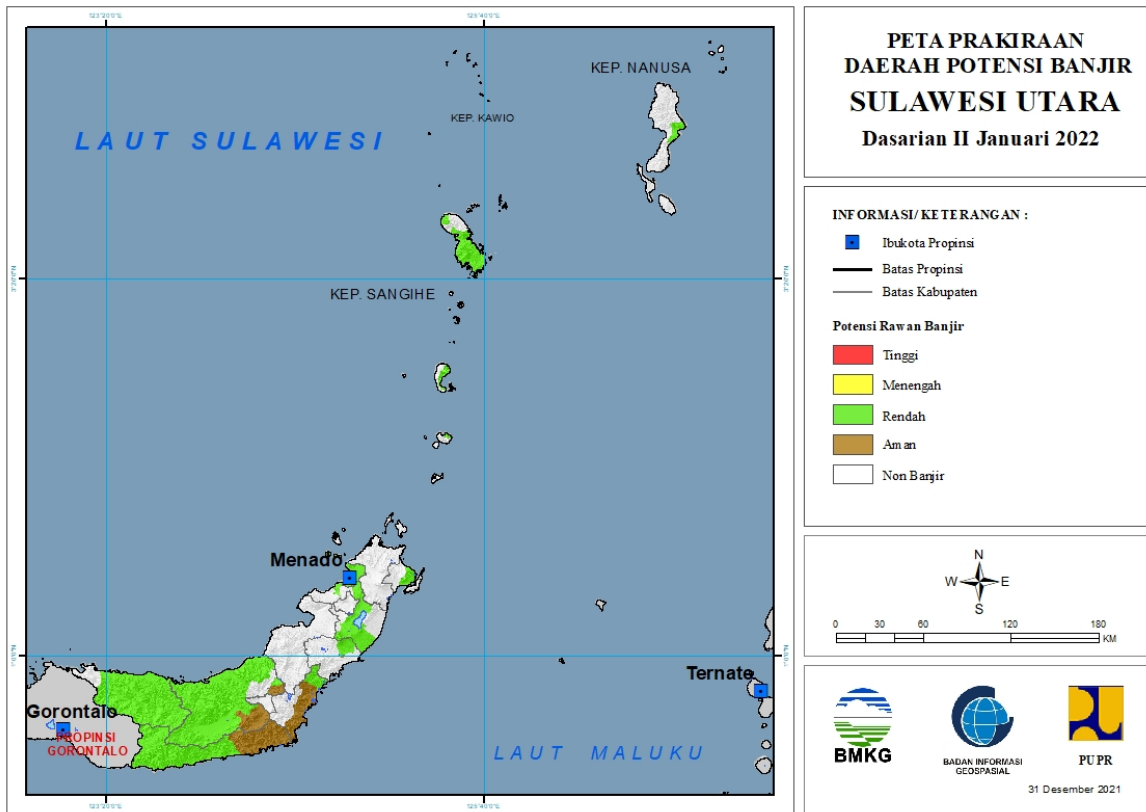 123°20'E
KEP. NANUSA
KEP. KAWIO
LAUT SULAWESI
KEP. SANGIHE
Menado
Ternate
Gorontalo
PROPINSI
GORONTALO
LAUT MALUKU
PETA PRAKIRAAN
DAERAH POTENSI BANJIR
SULAWESI UTARA
Dasarian II Januari 2022
INFORMASI/ KETERANGAN :
Ibukota Propinsi
Batas Propinsi
Batas Kabupaten
Potensi Rawan Banjir
Tinggi
Menengah
Rendah
Aman
Non Banjir
N
W E
S
0 30 60 120 180
KM
BMKG
BADAN INFORMASI
GEOSPASIAL
PUPR
31 Desember 2021